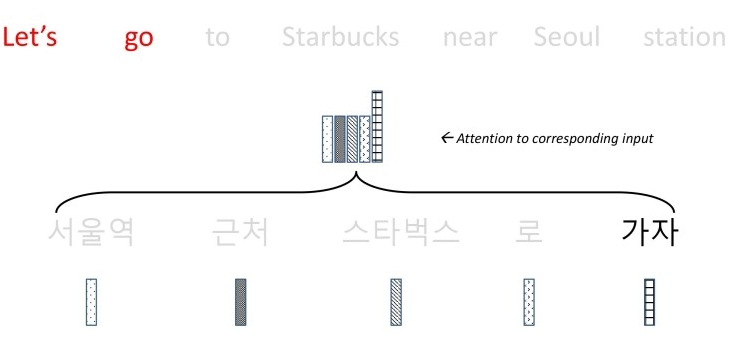 Let's go to Starbucks near Seoul station
← Attention to corresponding input
서울역 근처 스타벅스 로 가자